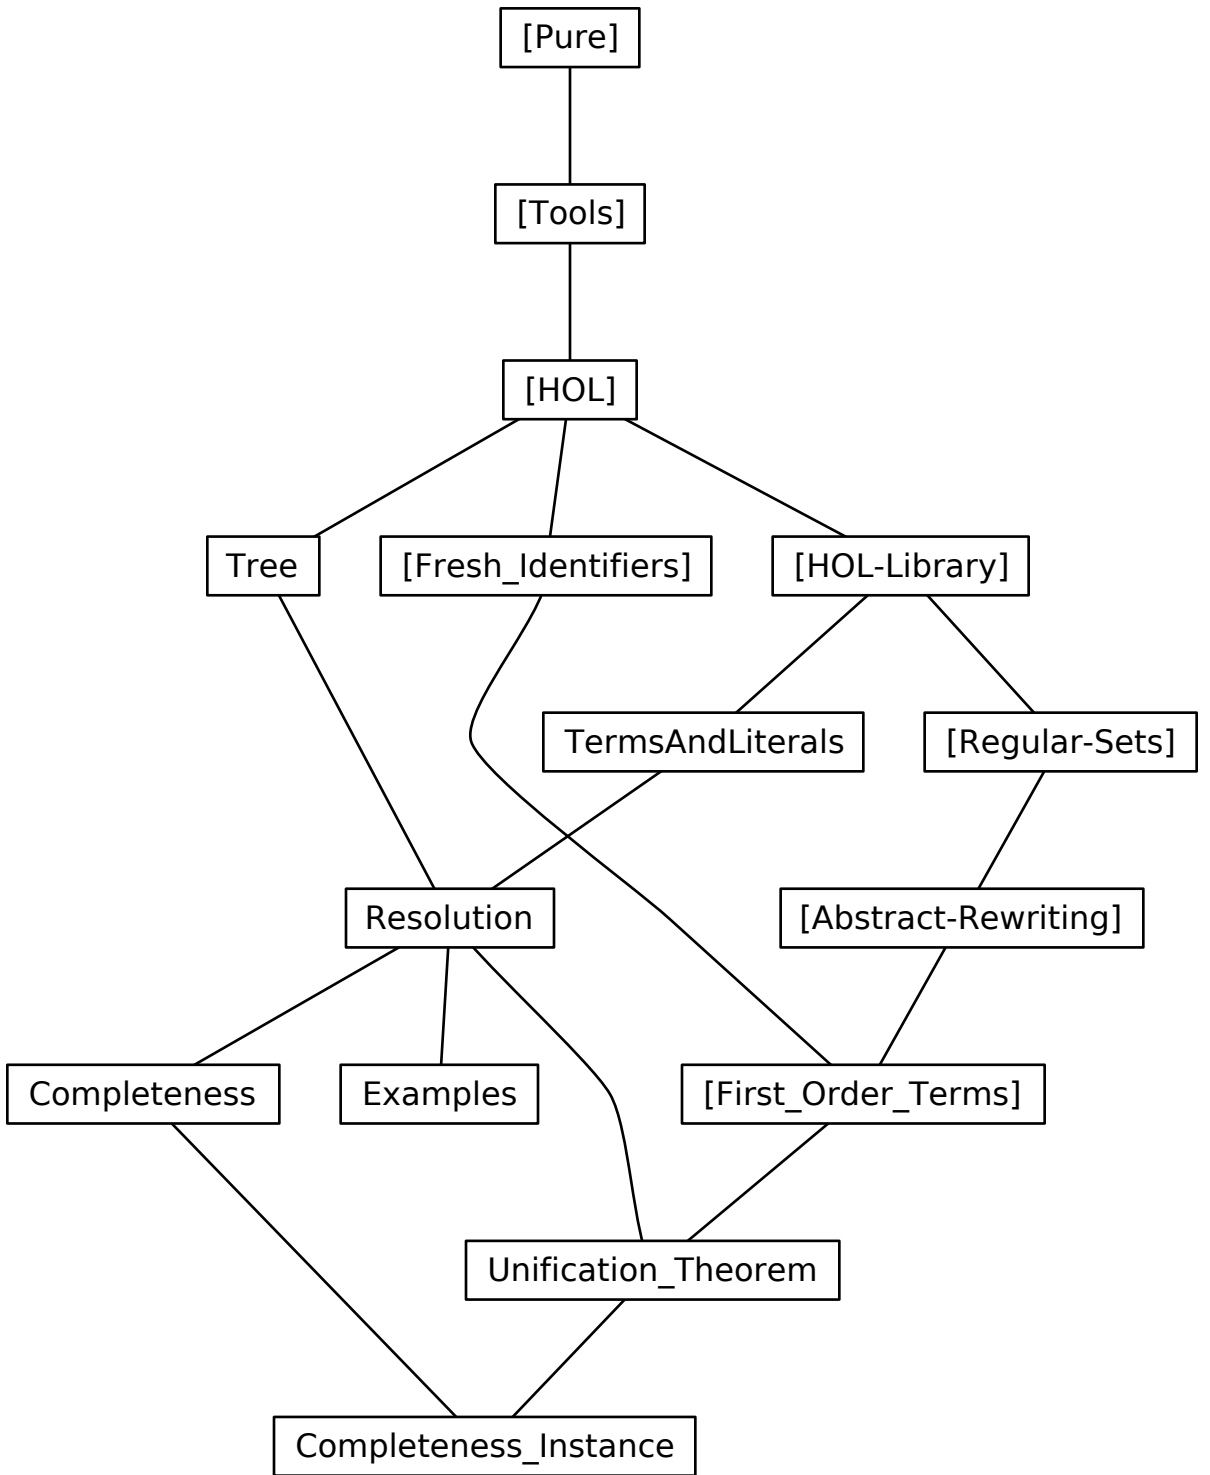 [Pure]
[Tools]
[HOL]
Tree
[Fresh_Identifiers]
[HOL-Library]
TermsAndLiterals
[Regular-Sets]
Resolution
[Abstract-Rewriting]
Completeness
Examples
[First_Order_Terms]
Unification_Theorem
Completeness_Instance